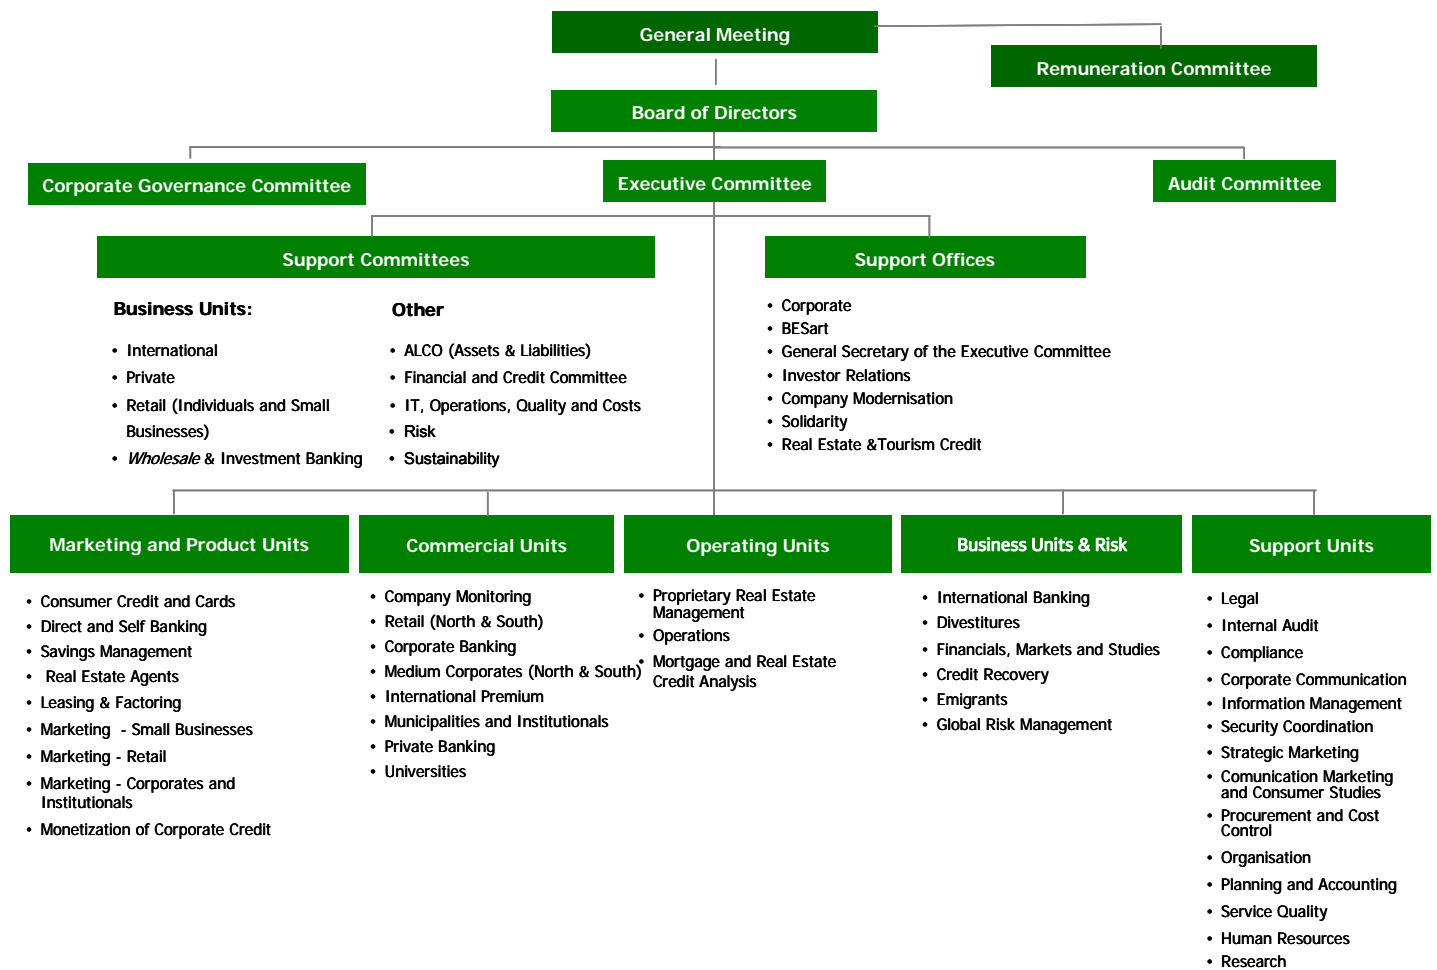 General Meeting
Remuneration Committee
Board of Directors
Corporate Governance Committee
Executive Committee
Audit Committee
Support Committees
Support Offices
Business Units:
• International
• Private
• Retail (Individuals and Small
Businesses)
• Wholesale & Investment Banking
Other
• ALCO (Assets & Liabilities)
• Financial and Credit Committee
• IT, Operations, Quality and Costs
• Risk
• Sustainability
• Corporate
• BESart
• General Secretary of the Executive Committee
• Investor Relations
• Company Modernisation
• Solidarity
• Real Estate &Tourism Credit
Marketing and Product Units
• Consumer Credit and Cards
• Direct and Self Banking
• Savings Management
• Real Estate Agents
• Leasing & Factoring
• Marketing - Small Businesses
• Marketing - Retail
• Marketing - Corporates and
Institutionals
• Monetization of Corporate Credit
Commercial Units
• Company Monitoring
• Retail (North & South)
• Corporate Banking
• Medium Corporates (North & South)
• International Premium
• Municipalities and Institutionals
• Private Banking
• Universities
Operating Units
• Proprietary Real Estate
Management
• Operations
• Mortgage and Real Estate
Credit Analysis
Business Units & Risk
• International Banking
• Divestitures
• Financials, Markets and Studies
• Credit Recovery
• Emigrants
• Global Risk Management
Support Units
• Legal
• Internal Audit
• Compliance
• Corporate Communication
• Information Management
• Security Coordination
• Strategic Marketing
• Comunication Marketing
and Consumer Studies
• Procurement and Cost
Control
• Organisation
• Planning and Accounting
• Service Quality
• Human Resources
• Research